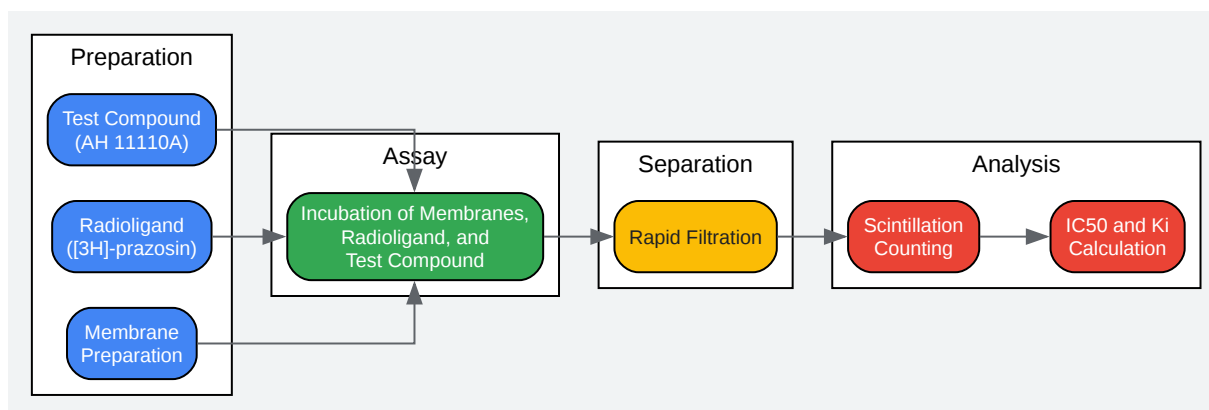 Preparation
Test Compound
(AH 11110A)
Radioligand
([3H]-prazosin)
Membrane
Preparation
Assay
Incubation of Membranes,
Radioligand, and
Test Compound
Separation
Rapid Filtration
Analysis
Scintillation
Counting
IC50 and Ki
Calculation